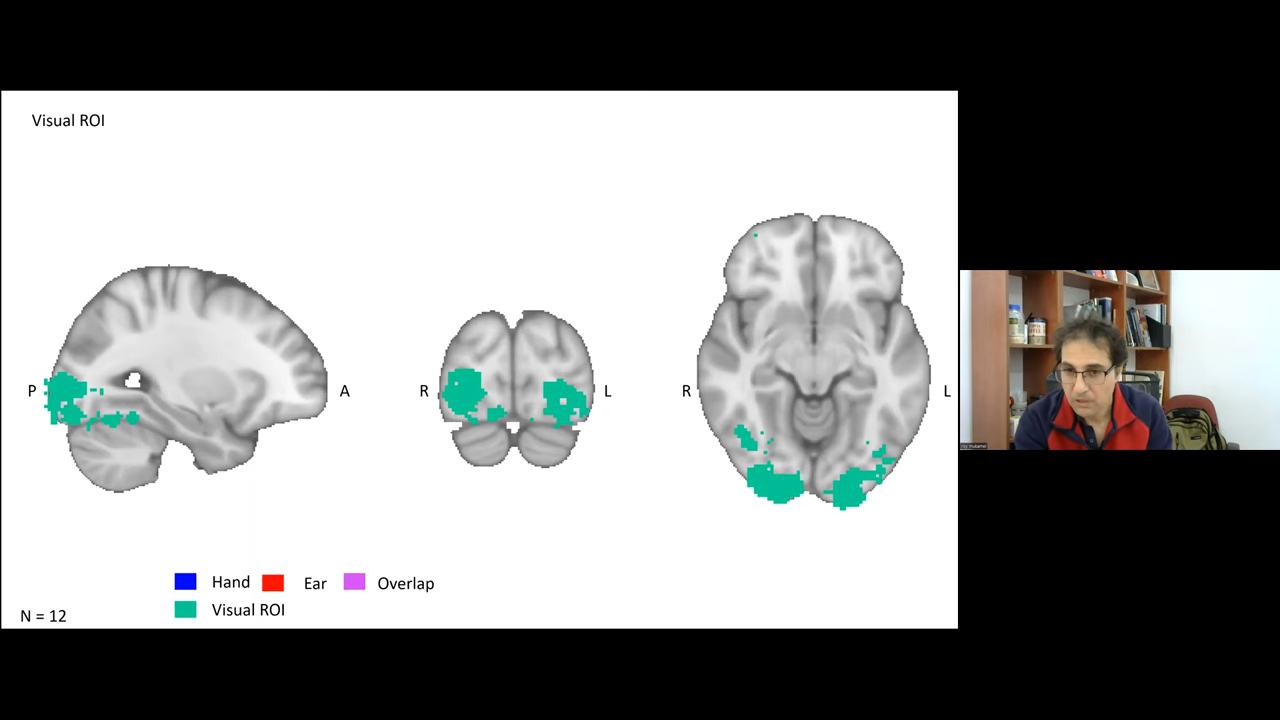 Visual ROI
P
A
R
L
R
L
Hand
Ear
Overlap
Visual ROI
N = 12